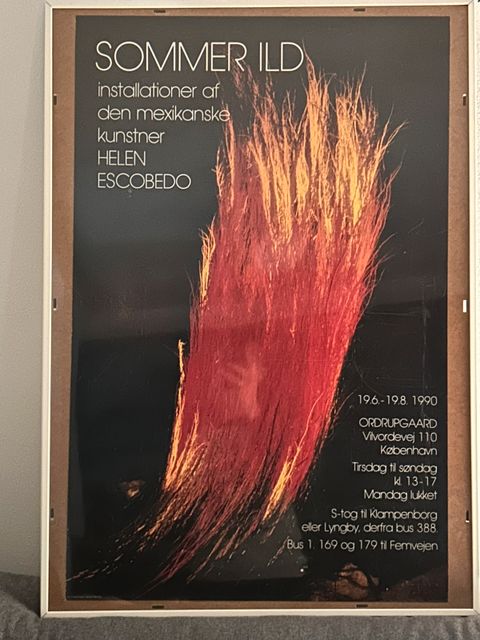 SOMMER ILD
installationer af
den mexikanske
kunstner
HELEN
ESCOBEDO
19.6.-19.8. 1990
ORDRUPGAARD
Vilvordevej 110
København
Tirsdag til søndag
kl. 13-17
Mandag lukket
S-tog til Klampenborg
eller Lyngby, derfra bus 388.
Bus 1. 169 og 179 til Femvejen